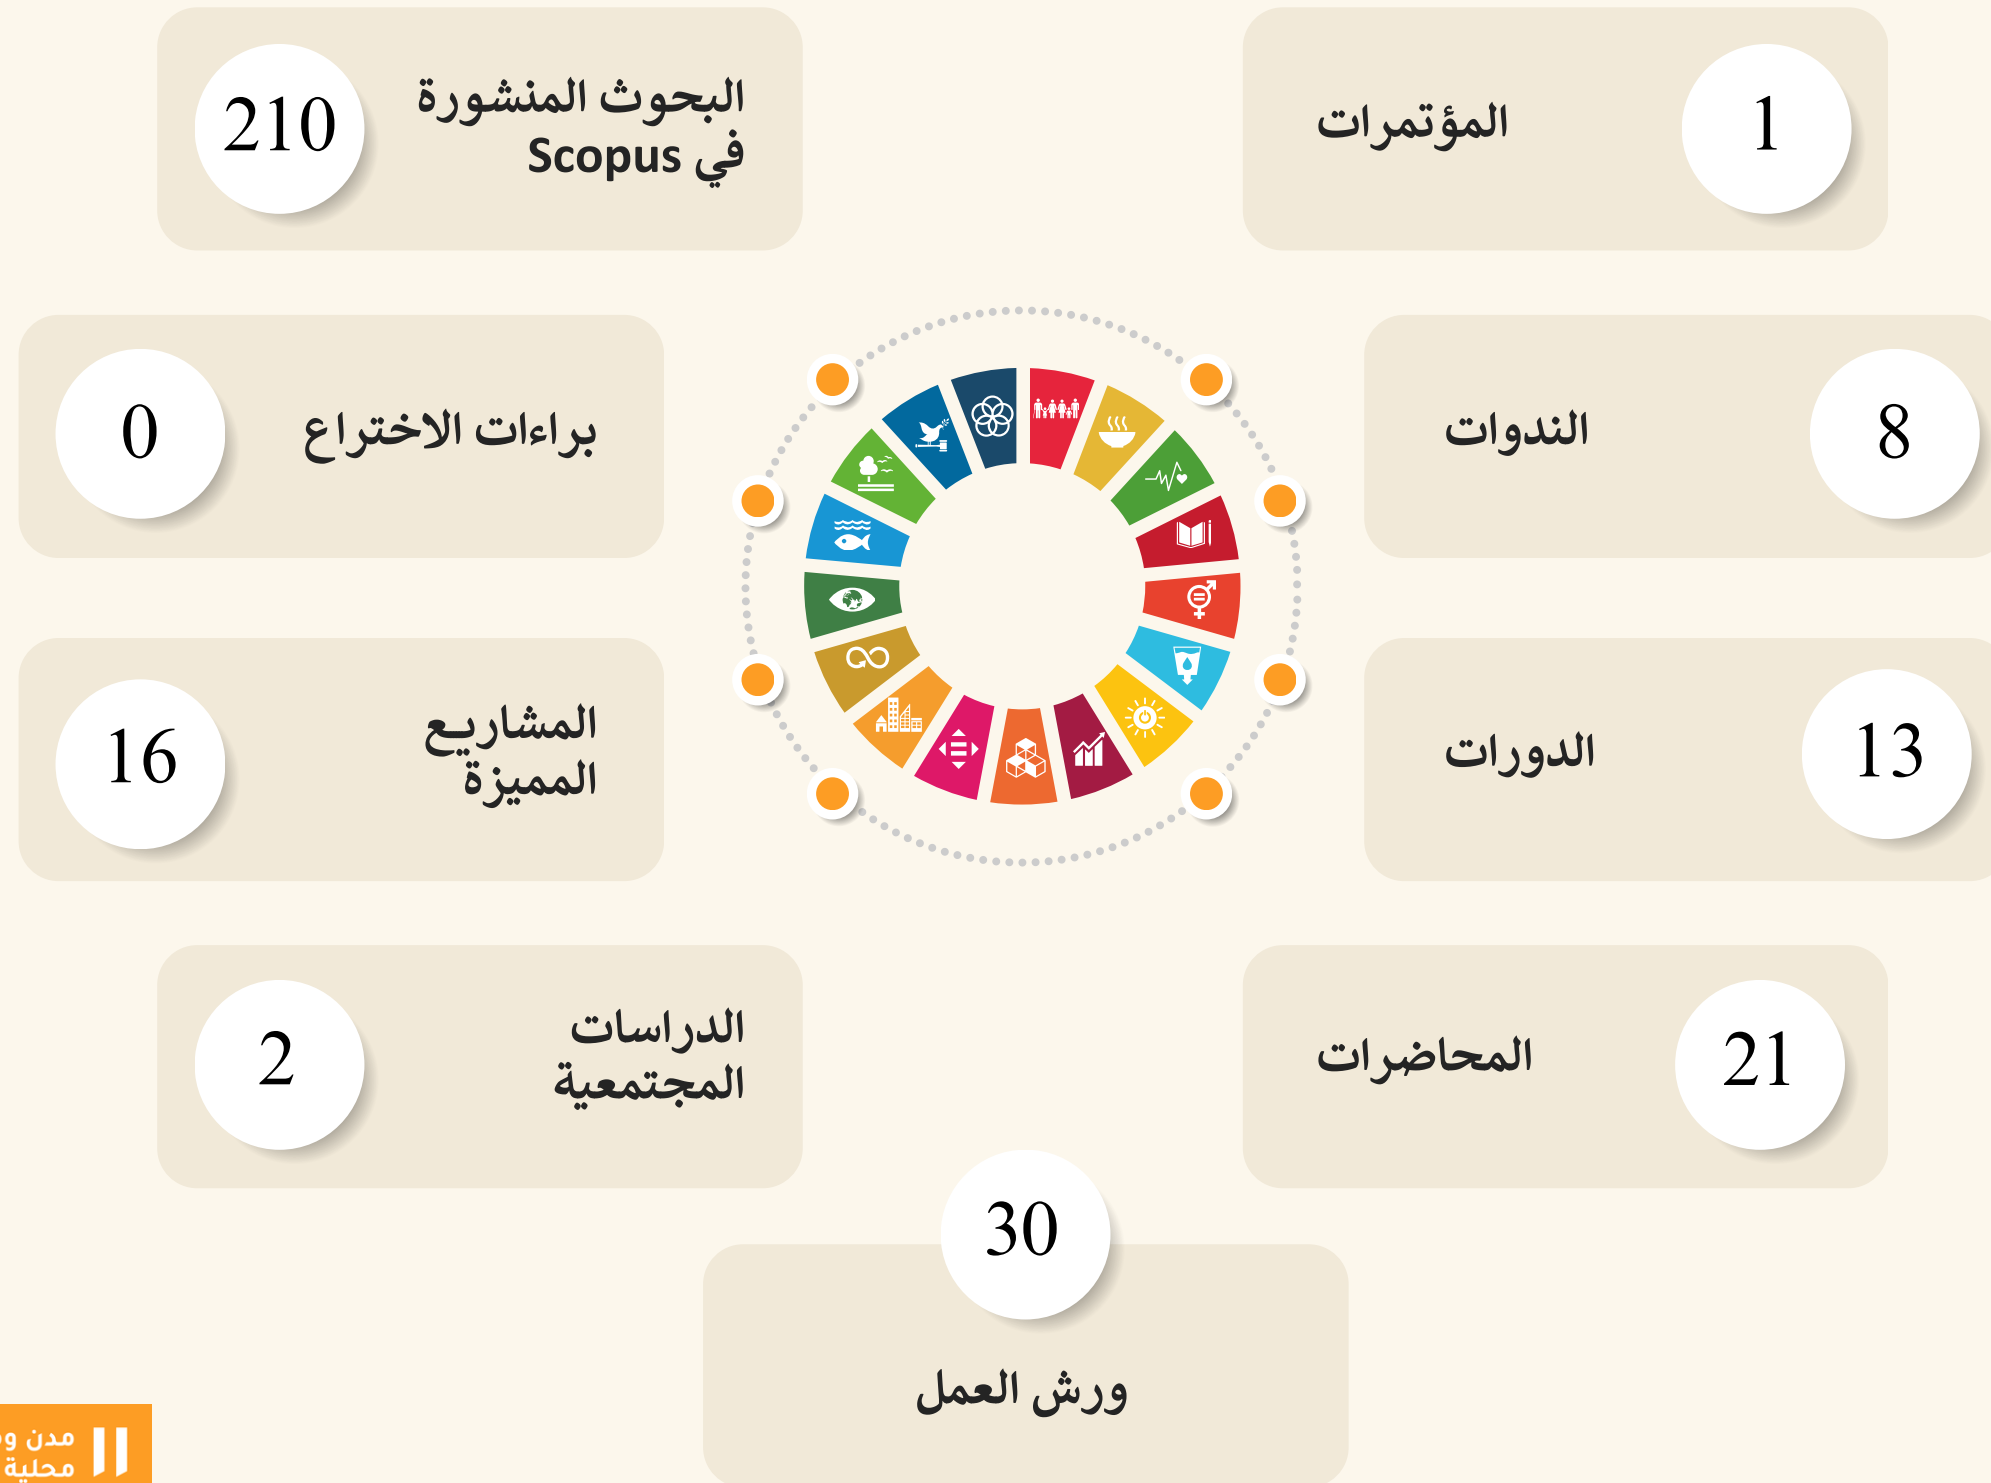 1
المؤتمرات
210
البحوث المنشورة
في Scopus
8
الندوات
0
براءات الاختراع
13
الدورات
16
المشاريع
المميزة
21
المحاضرات
2
الدراسات
المجتمعية
30
ورش العمل
مدن
محلية
11